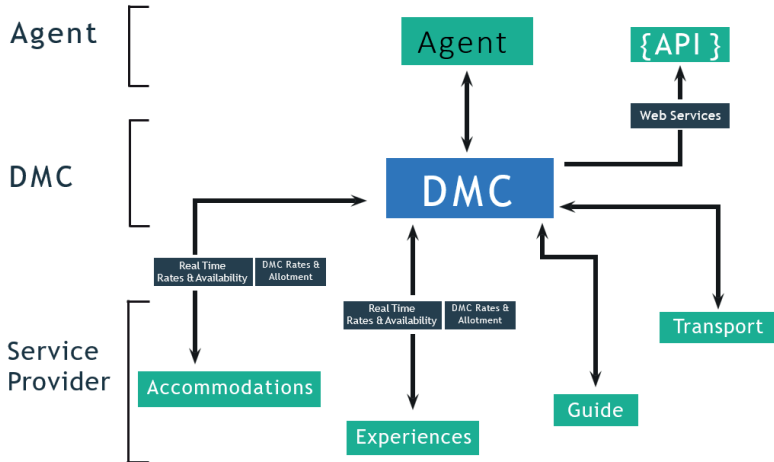 Agent
Agent
{API}
Web Services
DMC
DMC
Real Time
Rates & Availability
DMC Rates &
Allotment
Real Time
Rates & Availability
DMC Rates &
Allotment
Service
Provider
Transport
Accommodations
Guide
Experiences